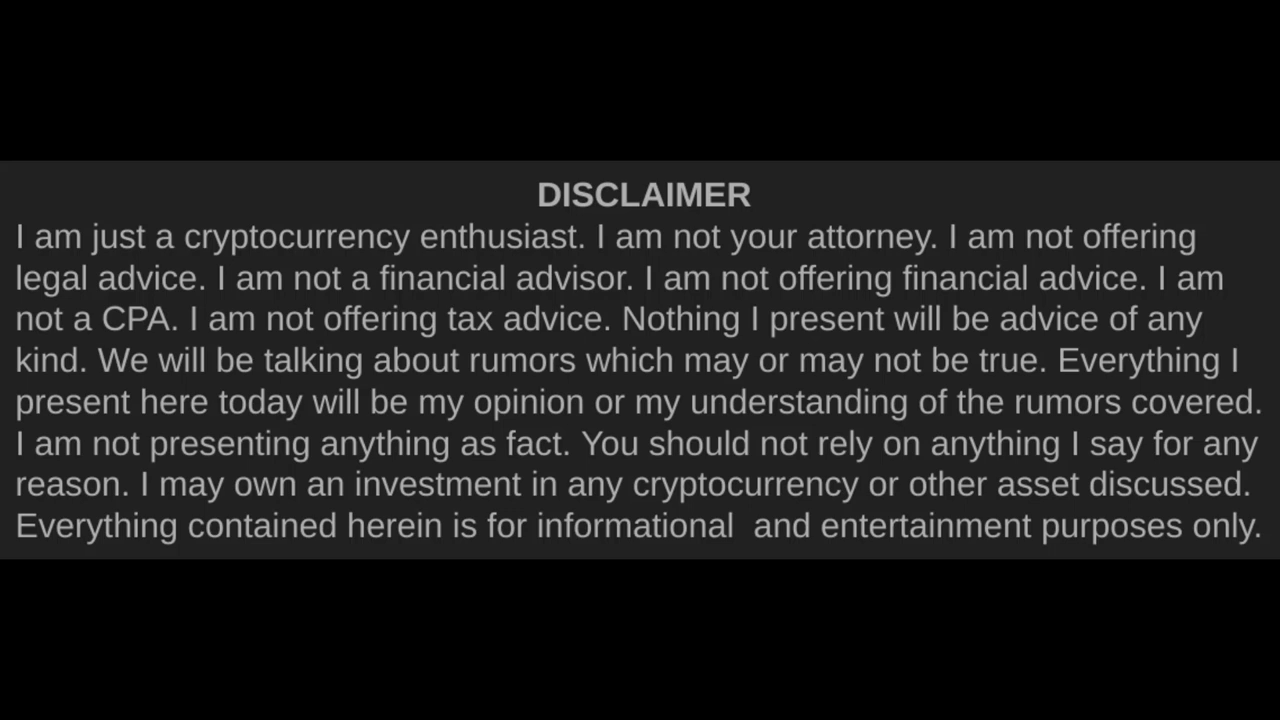 DISCLAIMER
I am just a cryptocurrency enthusiast. I am not your attorney. I am not offering
legal advice. I am not a financial advisor. I am not offering financial advice. I am
not a CPA. I am not offering tax advice. Nothing I present will be advice of any
kind. We will be talking about rumors which may or may not be true. Everything I
present here today will be my opinion or my understanding of the rumors covered.
I am not presenting anything as fact. You should not rely on anything I say for any
reason. I may own an investment in any cryptocurrency or other asset discussed.
Everything contained herein is for informational  and entertainment purposes only.